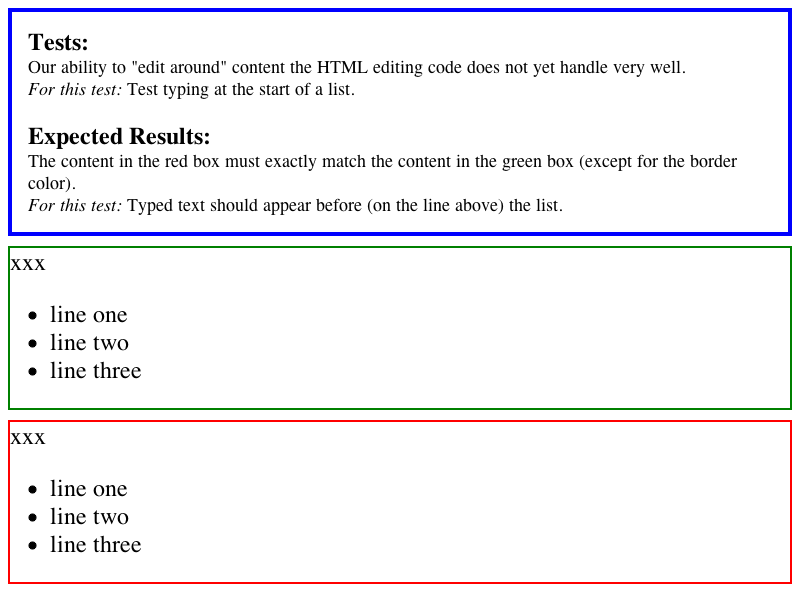 Tests:
Our ability to "edit around" content the HTML editing code does not yet handle very well.
For this test: Test typing at the start of a list.
Expected Results:
The content in the red box must exactly match the content in the green box (except for the border
color).
For this test: Typed text should appear before (on the line above) the list.
xxx
• line one
• line two
• line three
xxx
• line one
• line two
• line three